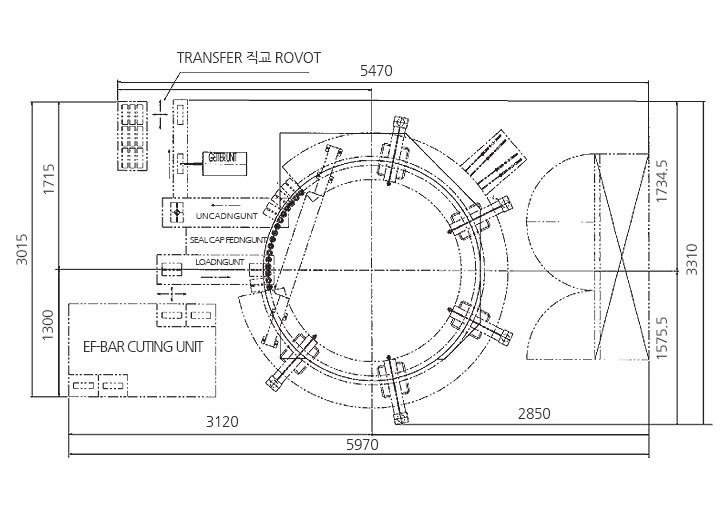 TRANSFER 직교 ROVOT
5470
GETTER UNIT
1715
1734.5
UNCADNGUNT
3015
SEAL CAP FEDNGUNT
3310
LOADNGUNT
1300
1575.5
EF-BAR CUTING UNIT
3120
2850
5970